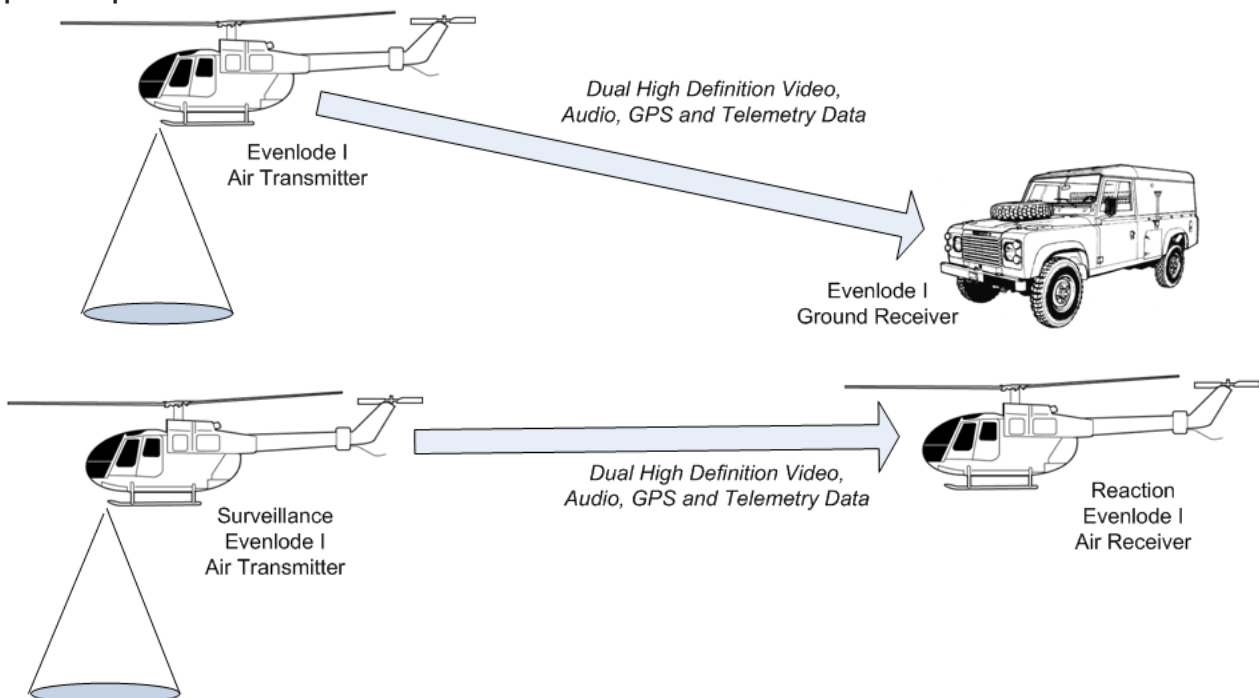 Dual High Definition Video,
Audio, GPS and Telemetry Data
Evenlode I
Air Transmitter
Evenlode I
Ground Receiver
Dual High Definition Video,
Audio, GPS and Telemetry Data
Surveillance
Evenlode I
Air Transmitter
Reaction
Evenlode I
Air Receiver